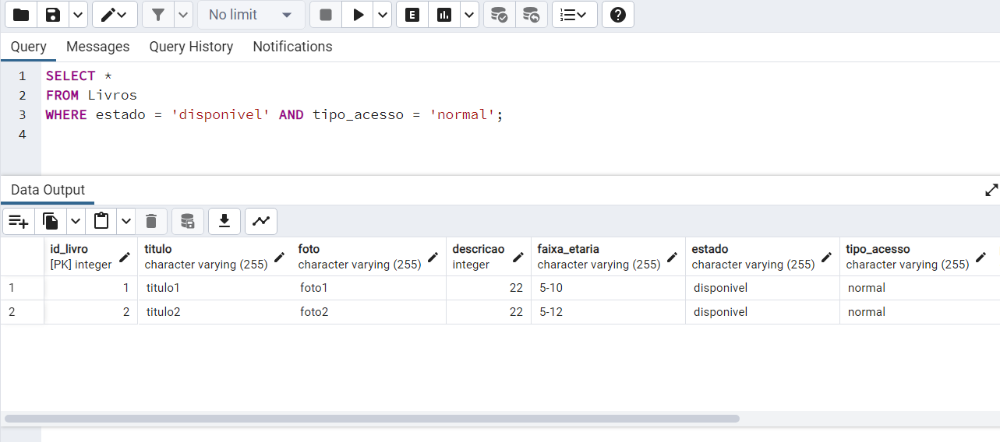 No limit
E
Query Messages Query History Notifications
1 SELECT *
2 FROM Livros
3 WHERE estado = 'disponivel' AND tipo_acesso = 'normal';
4
Data Output
id_livro titulo foto descricao faixa_etaria estado tipo_acesso
[PK] integer character varying (255) character varying (255) integer character varying (255) character varying (255) character varying (255)
1 1 titulo1 foto1 22 5-10 disponivel normal
2 2 titulo2 foto2 22 5-12 disponivel normal